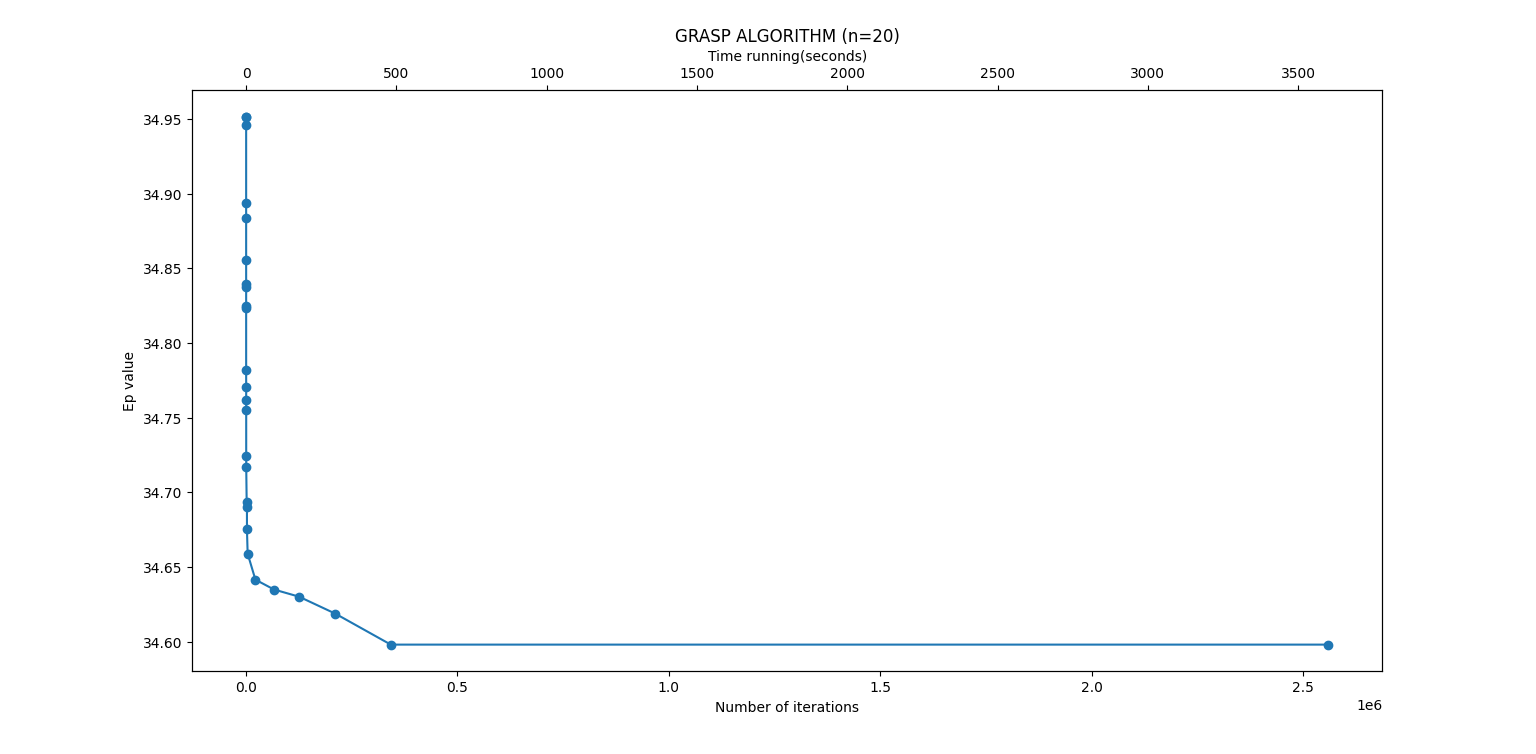 GRASP ALGORITHM (n=20)
Time running(seconds)
0 500 1000 1500 2000 2500 3000 3500
34.95
34.90
34.85
34.80
34.75
34.70
34.65
34.60
Ep value
0.0 0.5 1.0 1.5 2.0 2.5
1e6
Number of iterations